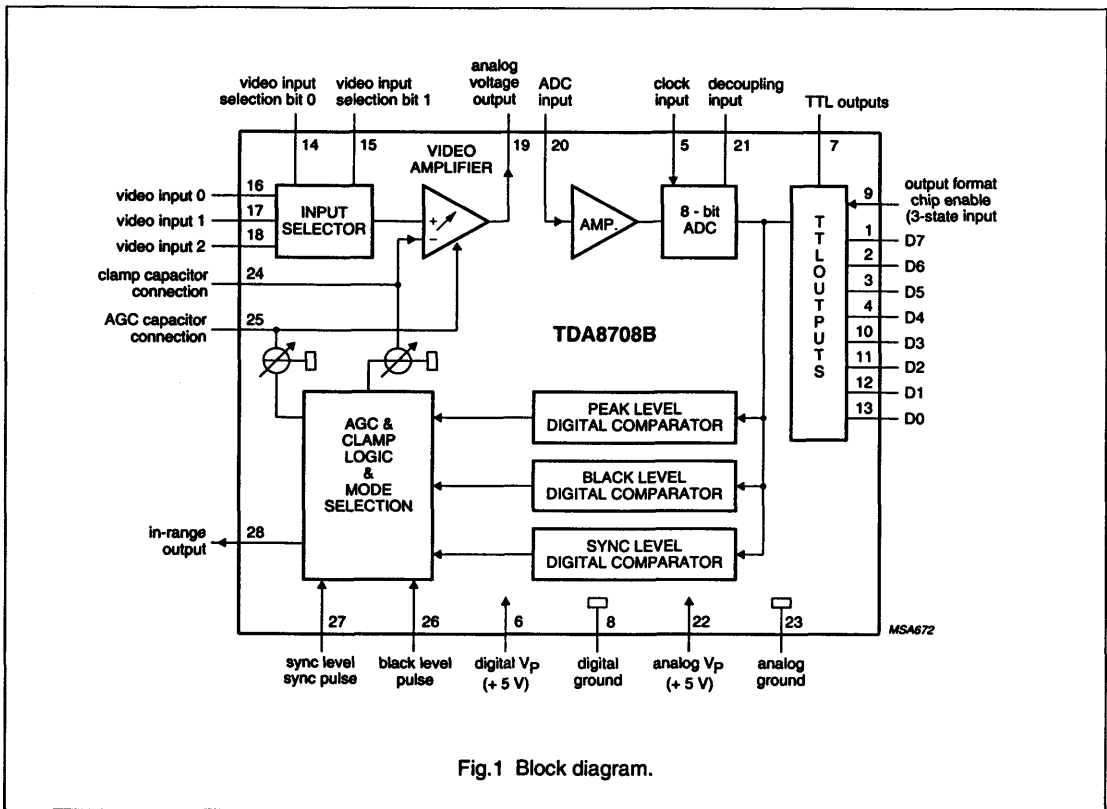 video input
selection bit 0
video input
selection bit 1
analog
voltage
output
ADC
input
clock
input
decoupling
input
TTL outputs
14
15
VIDEO
AMPLIFIER
19
20
5
21
7
video input 0
16
video input 1
17
video input 2
18
INPUT
SELECTOR
+
−
AMP.
8 - bit
ADC
TTL OUTPUTS
9
output format
chip enable
(3-state input
1
D7
2
D6
3
D5
4
D4
10
D3
11
D2
12
D1
13
D0
clamp capacitor
connection
24
AGC capacitor
connection
25
TDA8708B
AGC &
CLAMP
LOGIC
&
MODE
SELECTION
PEAK LEVEL
DIGITAL COMPARATOR
BLACK LEVEL
DIGITAL COMPARATOR
SYNC LEVEL
DIGITAL COMPARATOR
in-range
output
28
27
26
6
8
22
23
MSA672
sync level
sync pulse
black level
pulse
digital VP
(+ 5 V)
digital
ground
analog VP
(+ 5 V)
analog
ground
Fig.1 Block diagram.